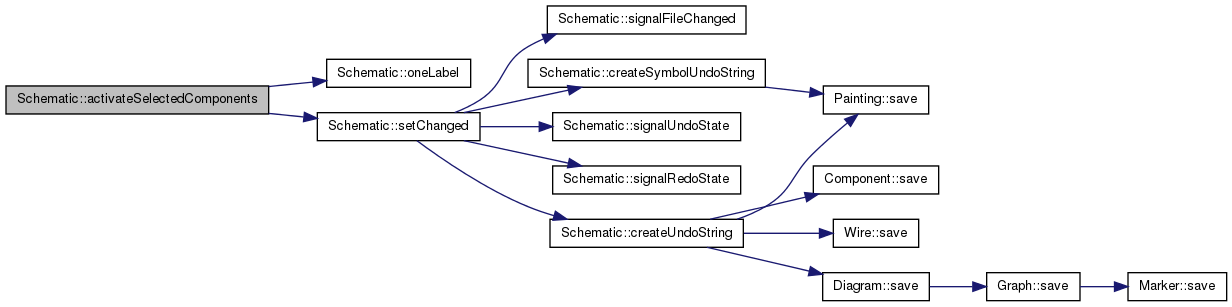 Schematic::signalFileChanged
Schematic::oneLabel
Schematic::createSymbolUndoString
Schematic::activateSelectedComponents
Painting::save
Schematic::setChanged
Schematic::signalUndoState
Schematic::signalRedoState
Component::save
Schematic::createUndoString
Wire::save
Diagram::save
Graph::save
Marker::save